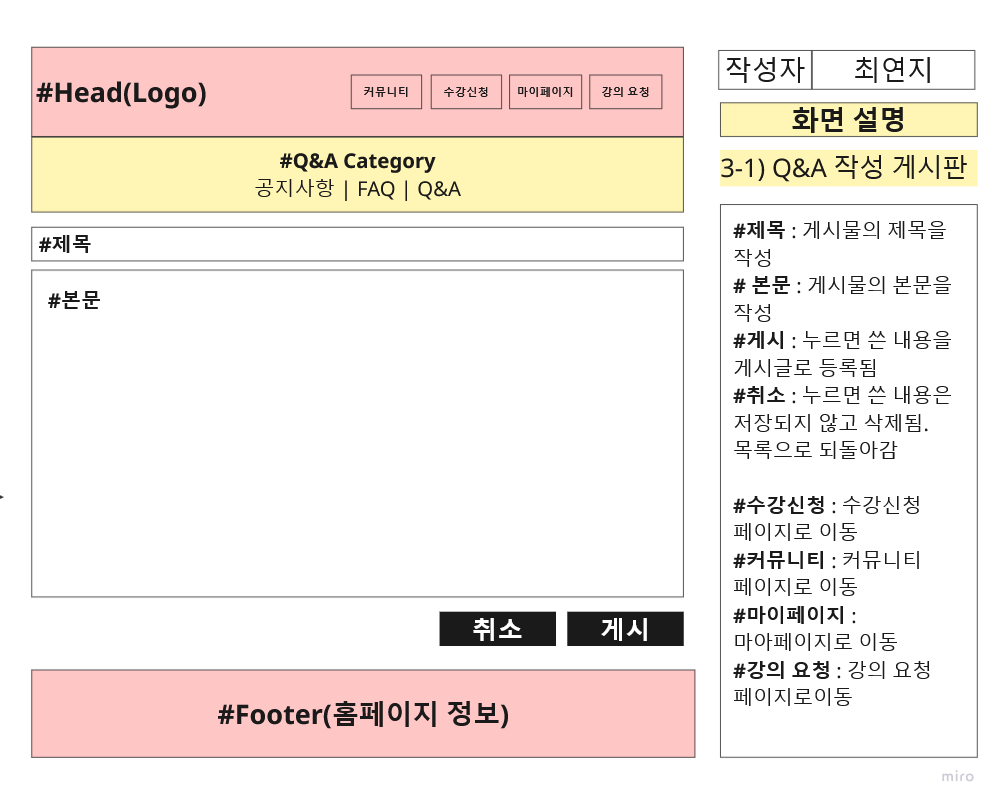 #Head(Logo)
커뮤니티
수강신청
마이페이지
강의 요청
#Q&A Category
공지사항 | FAQ | Q&A
#제목
#본문
취소
게시
#Footer(홈페이지 정보)
작성자
최연지
화면 설명
3-1) Q&A 작성 게시판
#제목 : 게시물의 제목을
작성
# 본문 : 게시물의 본문을
작성
#게시 : 누르면 쓴 내용을
게시글로 등록됨
#취소 : 누르면 쓴 내용은
저장되지 않고 삭제됨.
목록으로 되돌아감
#수강신청 : 수강신청
페이지로 이동
#커뮤니티 : 커뮤니티
페이지로 이동
#마이페이지 :
마아페이지로 이동
#강의 요청 : 강의 요청
페이지로이동
miro